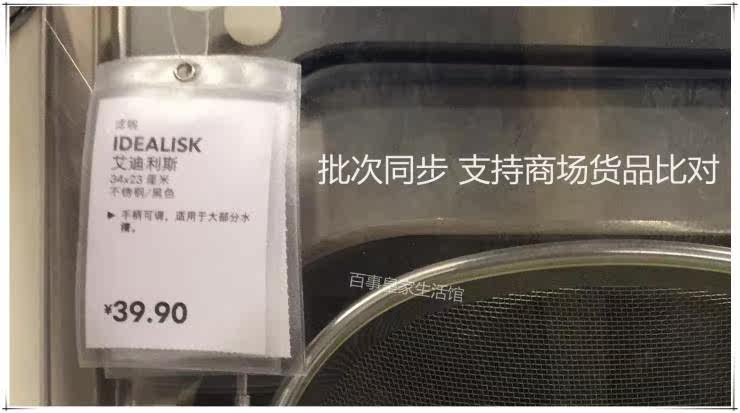 滤碗
IDEALISK
艾迪利斯
34x23 厘米
不锈钢/黑色
▶ 手柄可调，适用于大部分水
槽。
¥39.90
批次同步 支持商场货品比对
百事皇家生活馆